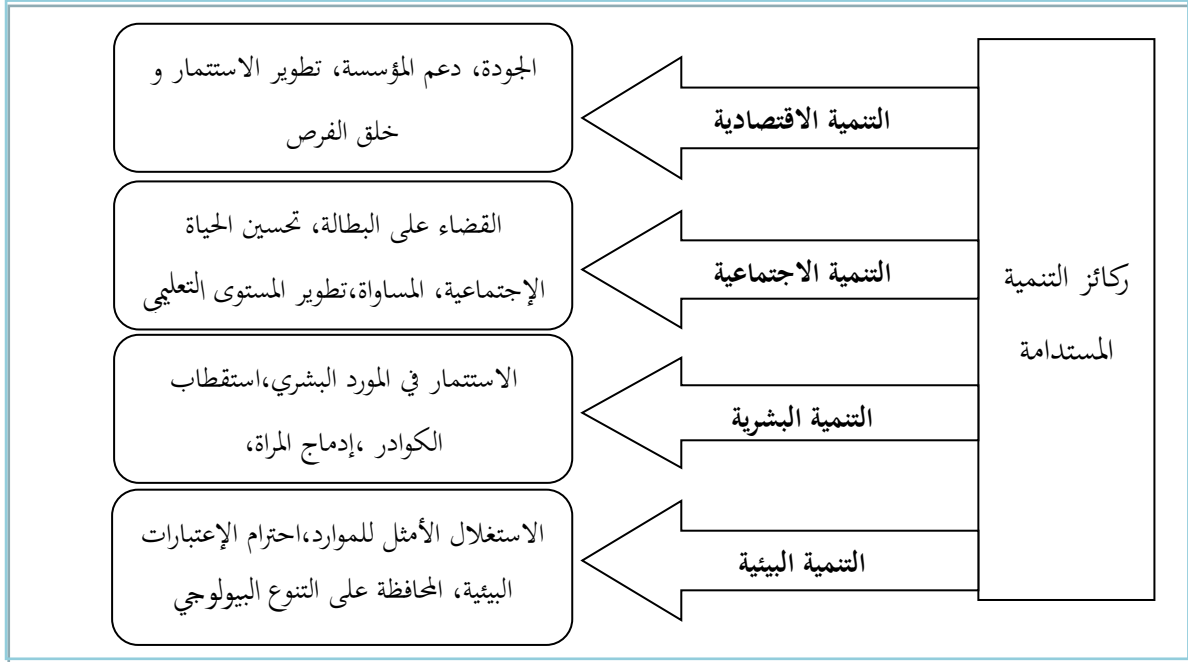 ركائز التنمية
المستدامة
التنمية الاقتصادية
الجودة، دعم المؤسسة، تطوير الاستتمار و
خلق الفرص
التنمية الاجتماعية
القضاء على البطالة، تحسين الحياة
الإجتماعية، المساواة،تطوير المستوى التعليمي
التنمية البشرية
الاستتمار في المورد البشري،استقطاب
الكوادر ،إدماج المراة،
التنمية البيئية
الاستغلال الأمثل للموارد،احترام الإعتبارات
البيئية، المحافظة على التنوع البيولوجي